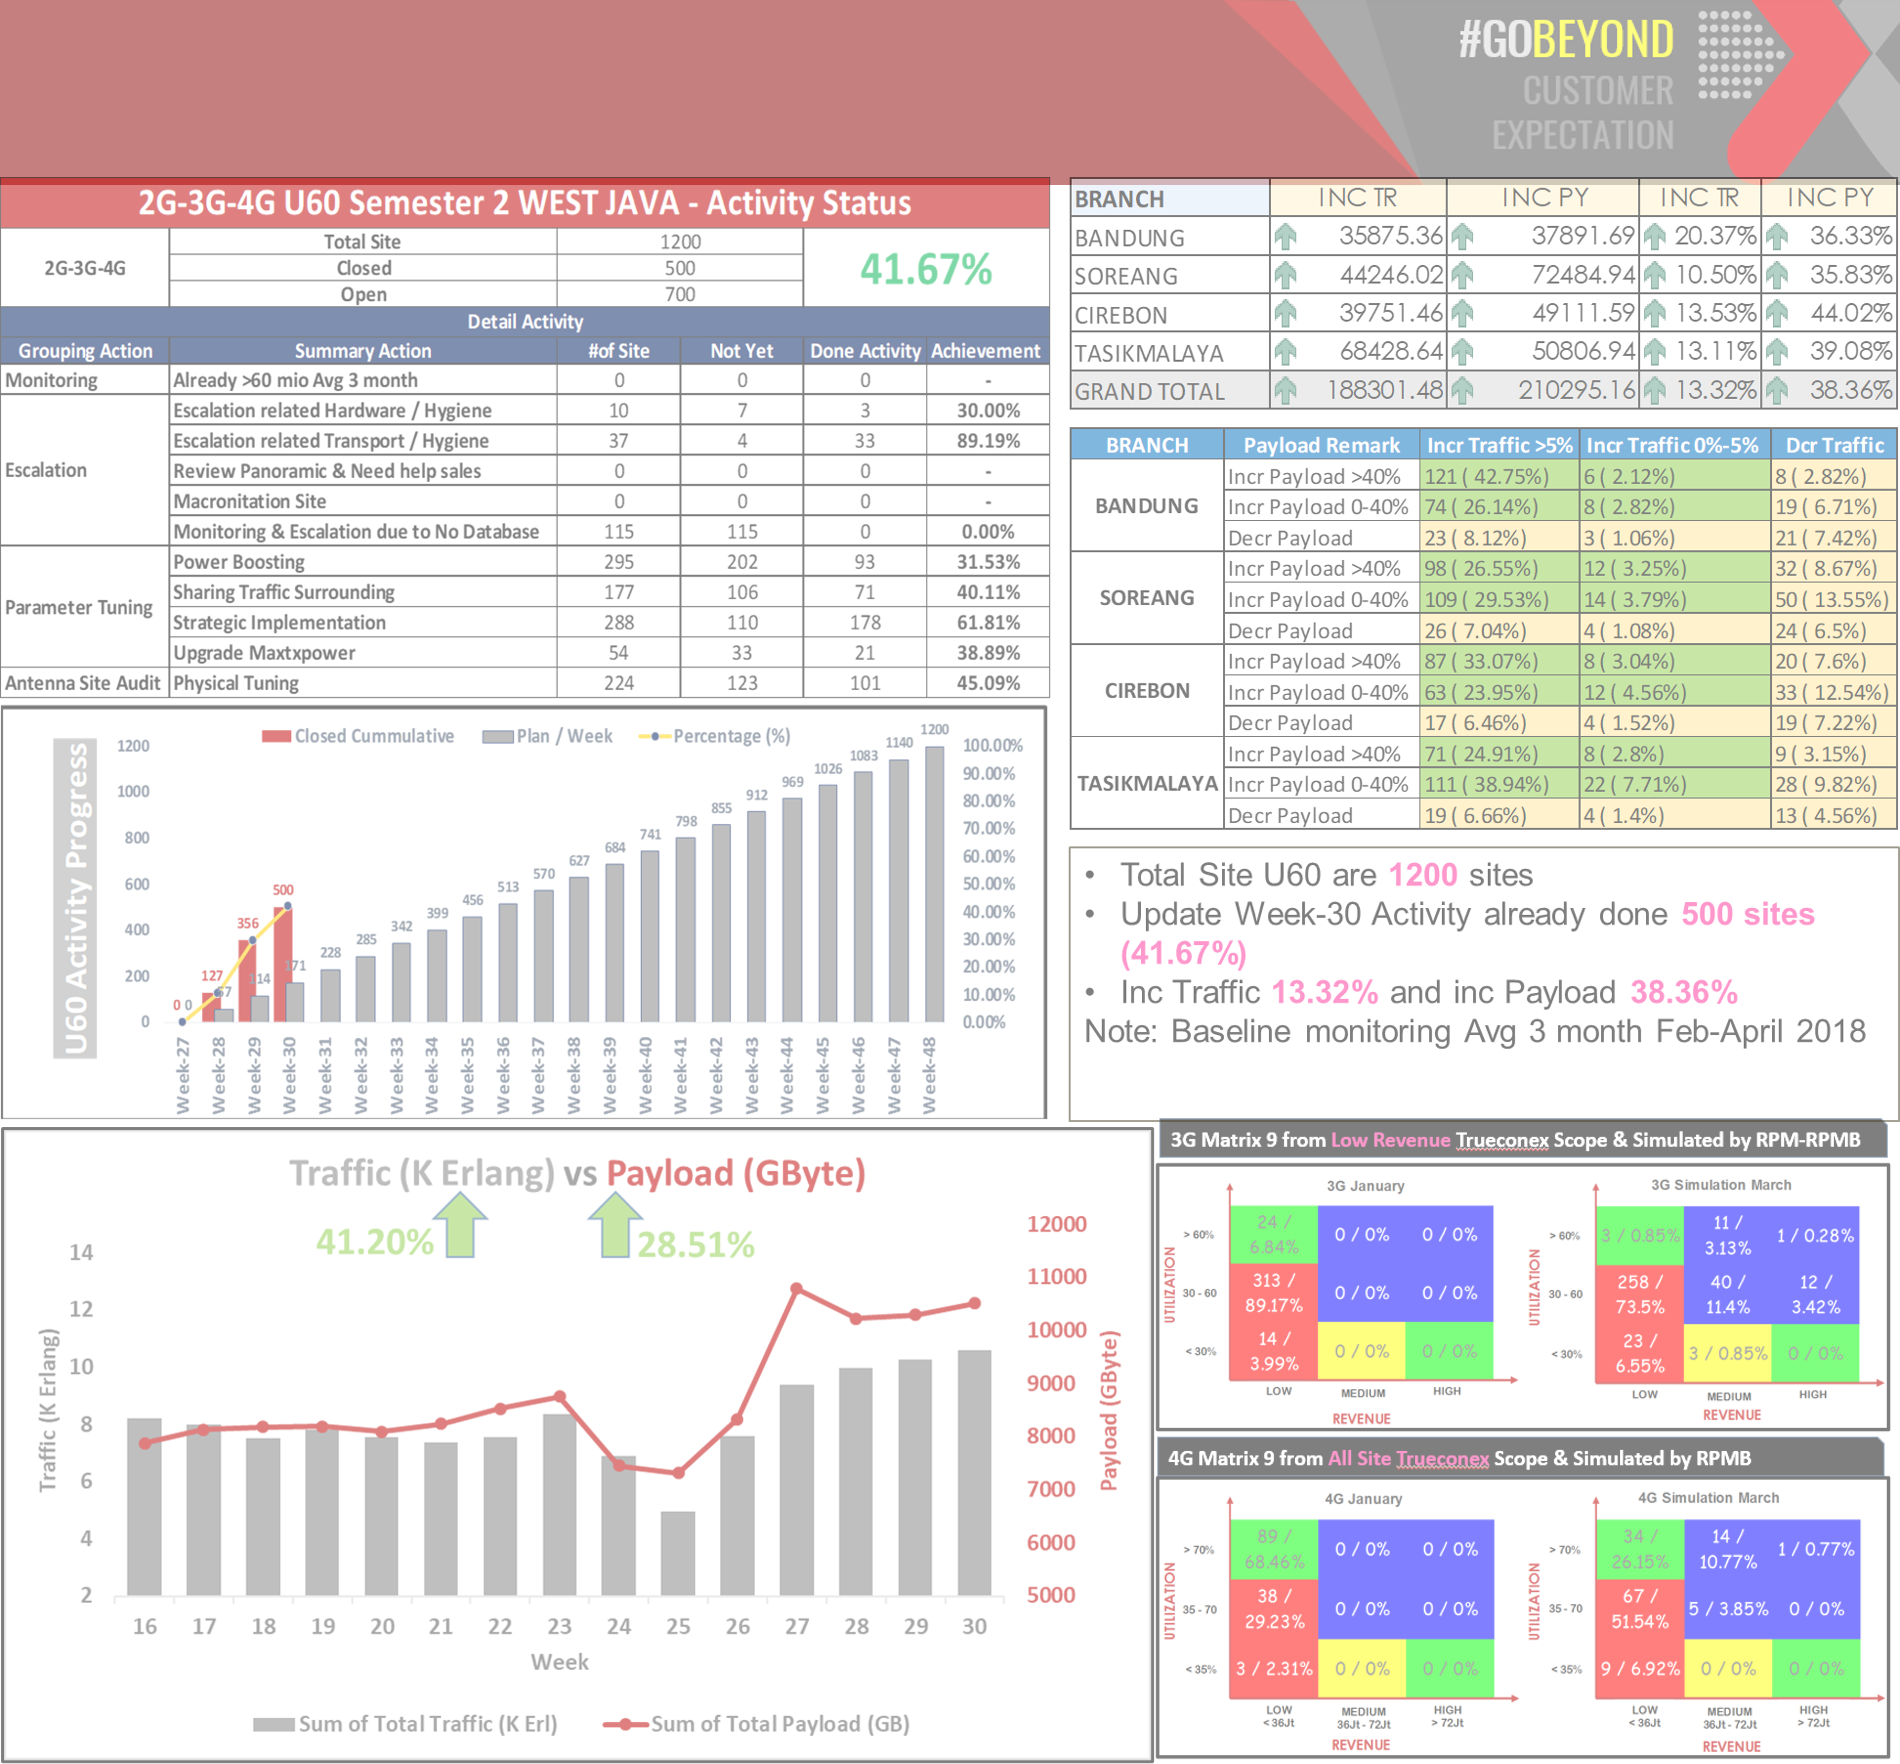 #GOBEYOND
CUSTOMER
EXPECTATION
2G-3G-4G U60 Semester 2 WEST JAVA - Activity Status
2G-3G-4G
Total Site 1200
Closed 500
Open 700
41.67%
Detail Activity
Grouping Action Summary Action #of Site Not Yet Done Activity Achievement
Monitoring Already >60 mio Avg 3 month 0 0 0 -
Escalation
Escalation related Hardware / Hygiene 10 7 3 30.00%
Escalation related Transport / Hygiene 37 4 33 89.19%
Review Panoramic & Need help sales 0 0 0 -
Macronitation Site 0 0 0 -
Monitoring & Escalation due to No Database 115 115 0 0.00%
Parameter Tuning
Power Boosting 295 202 93 31.53%
Sharing Traffic Surrounding 177 106 71 40.11%
Strategic Implementation 288 110 178 61.81%
Upgrade Maxtxpower 54 33 21 38.89%
Antenna Site Audit Physical Tuning 224 123 101 45.09%
BRANCH INC TR INC PY INC TR INC PY
BANDUNG 35875.36 37891.69 20.37% 36.33%
SOREANG 44246.02 72484.94 10.50% 35.83%
CIREBON 39751.46 49111.59 13.53% 44.02%
TASIKMALAYA 68428.64 50806.94 13.11% 39.08%
GRAND TOTAL 188301.48 210295.16 13.32% 38.36%
BRANCH Payload Remark Incr Traffic >5% Incr Traffic 0%-5% Dcr Traffic
BANDUNG
Incr Payload >40% 121 ( 42.75%) 6 ( 2.12%) 8 ( 2.82%)
Incr Payload 0-40% 74 ( 26.14%) 8 ( 2.82%) 19 ( 6.71%)
Decr Payload 23 ( 8.12%) 3 ( 1.06%) 21 ( 7.42%)
SOREANG
Incr Payload >40% 98 ( 26.55%) 12 ( 3.25%) 32 ( 8.67%)
Incr Payload 0-40% 109 ( 29.53%) 14 ( 3.79%) 50 ( 13.55%)
Decr Payload 26 ( 7.04%) 4 ( 1.08%) 24 ( 6.5%)
CIREBON
Incr Payload >40% 87 ( 33.07%) 8 ( 3.04%) 20 ( 7.6%)
Incr Payload 0-40% 63 ( 23.95%) 12 ( 4.56%) 33 ( 12.54%)
Decr Payload 17 ( 6.46%) 4 ( 1.52%) 19 ( 7.22%)
TASIKMALAYA
Incr Payload >40% 71 ( 24.91%) 8 ( 2.8%) 9 ( 3.15%)
Incr Payload 0-40% 111 ( 38.94%) 22 ( 7.71%) 28 ( 9.82%)
Decr Payload 19 ( 6.66%) 4 ( 1.4%) 13 ( 4.56%)
U60 Activity Progress
Closed Cummulative Plan / Week Percentage (%)
1200
1000
800
600
400
200
0
0 0 127 57 356 114 500 171 228 285 342 399 456 513 570 627 684 741 798 855 912 969 1026 1083 1140 1200
100.00%
90.00%
80.00%
70.00%
60.00%
50.00%
40.00%
30.00%
20.00%
10.00%
0.00%
Week-27 Week-28 Week-29 Week-30 Week-31 Week-32 Week-33 Week-34 Week-35 Week-36 Week-37 Week-38 Week-39 Week-40 Week-41 Week-42 Week-43 Week-44 Week-45 Week-46 Week-47 Week-48
• Total Site U60 are 1200 sites
• Update Week-30 Activity already done 500 sites
(41.67%)
• Inc Traffic 13.32% and inc Payload 38.36%
Note: Baseline monitoring Avg 3 month Feb-April 2018
Traffic (K Erlang) vs Payload (GByte)
41.20% 28.51%
Traffic (K Erlang)
14
12
10
8
6
4
2
12000
11000
10000
9000
8000
7000
6000
5000
Payload (GByte)
16 17 18 19 20 21 22 23 24 25 26 27 28 29 30
Week
Sum of Total Traffic (K Erl) Sum of Total Payload (GB)
3G Matrix 9 from Low Revenue Trueconex Scope & Simulated by RPM-RPMB
3G January
UTILIZATION
> 60% 24 / 6.84% 0 / 0% 0 / 0%
30 - 60 313 / 89.17% 0 / 0% 0 / 0%
< 30% 14 / 3.99% 0 / 0% 0 / 0%
LOW MEDIUM HIGH
REVENUE
3G Simulation March
UTILIZATION
> 60% 3 / 0.85% 11 / 3.13% 1 / 0.28%
30 - 60 258 / 73.5% 40 / 11.4% 12 / 3.42%
< 30% 23 / 6.55% 3 / 0.85% 0 / 0%
LOW MEDIUM HIGH
REVENUE
4G Matrix 9 from All Site Trueconex Scope & Simulated by RPMB
4G January
UTILIZATION
> 70% 89 / 68.46% 0 / 0% 0 / 0%
35 - 70 38 / 29.23% 0 / 0% 0 / 0%
< 35% 3 / 2.31% 0 / 0% 0 / 0%
LOW MEDIUM HIGH
< 36Jt 36Jt - 72Jt > 72Jt
REVENUE
4G Simulation March
UTILIZATION
> 70% 34 / 26.15% 14 / 10.77% 1 / 0.77%
35 - 70 67 / 51.54% 5 / 3.85% 0 / 0%
< 35% 9 / 6.92% 0 / 0% 0 / 0%
LOW MEDIUM HIGH
< 36Jt 36Jt - 72Jt > 72Jt
REVENUE